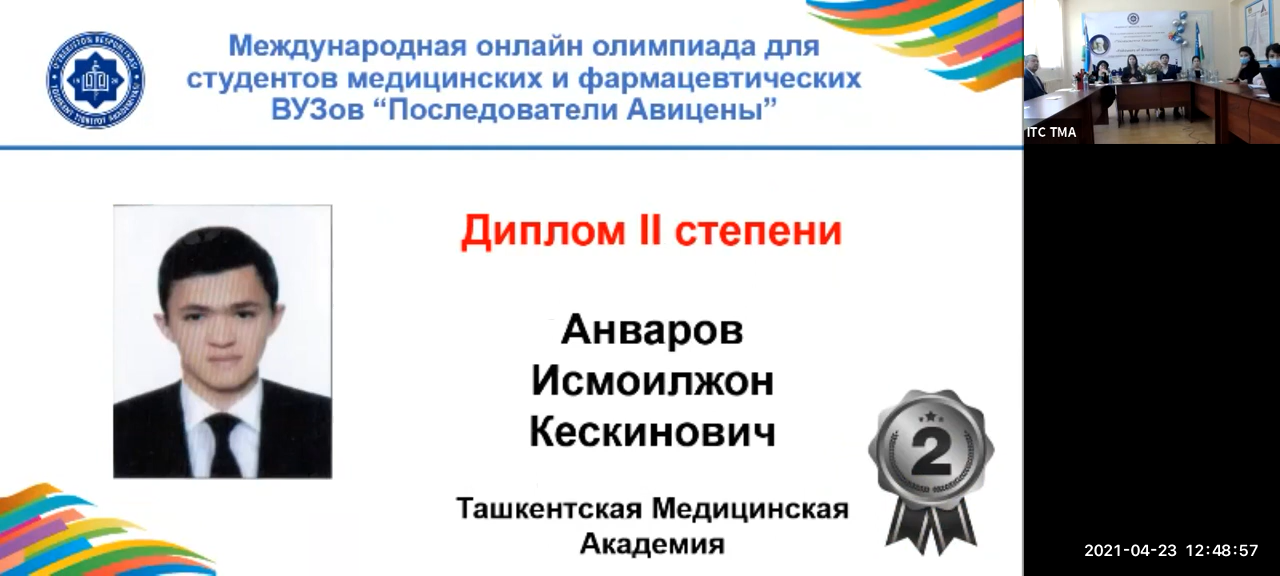 Международная онлайн олимпиада для
студентов медицинских и фармацевтических
ВУЗов “Последователи Авицены”
Диплом II степени
Анваров
Исмоилжон
Кескинович
2
Ташкентская Медицинская
Академия
ITC TMA
2021-04-23 12:48:57